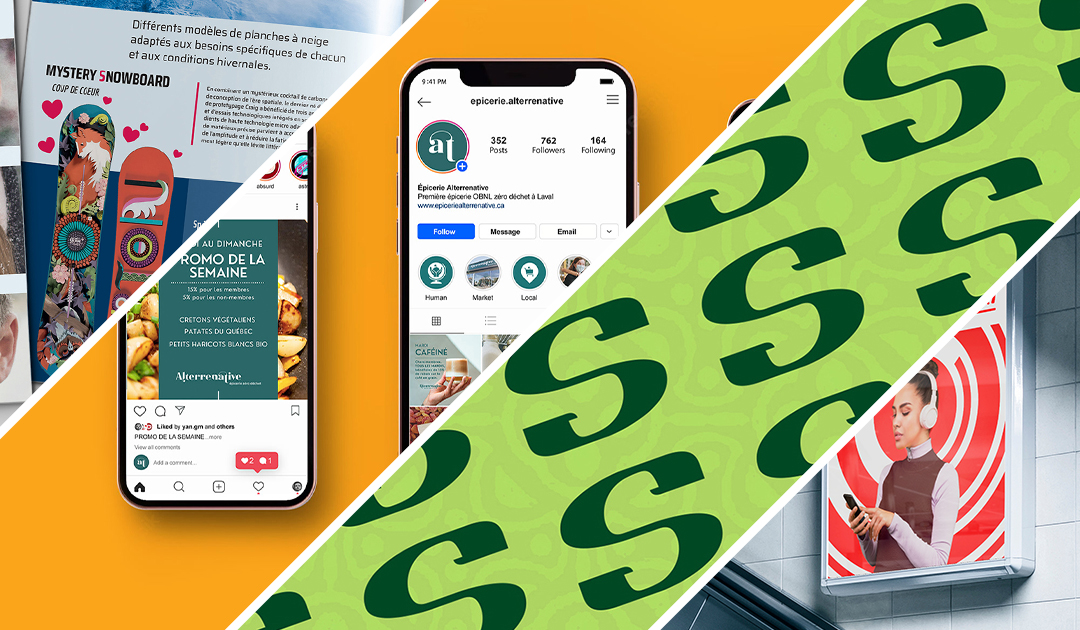 Différents modèles de planches à neige
adaptés aux besoins spécifiques de chacun
et aux conditions hivernales.
MYSTERY SNOWBOARD
COUP DE CŒUR
En combinant un mystérieux cocktail de carbone
absurd
AU DIMANCHE
ROMO DE LA
SEMAINE
15% pour les membres
5% pour les non-membres
CRETONS VÉGÉTALIENS
PATATES DU QUÉBEC
PETITS HARICOTS BLANCS BIO
Alterrenative
épicerie zéro déchet
Liked by yan.gm and others
PROMO DE LA SEMAINE ...more
View all comments
at
Add a comment...
2 1
9:41 PM
epicerie.alterrenative
at
352 762 164
Posts Followers Following
Épicerie Alterrenative
Première épicerie OBNL zéro déchet à Laval
www.epiceriealterrenative.ca
Follow Message Email
Human Market Local
CAFÉINÉ
S S S
S S S
S S S
S S